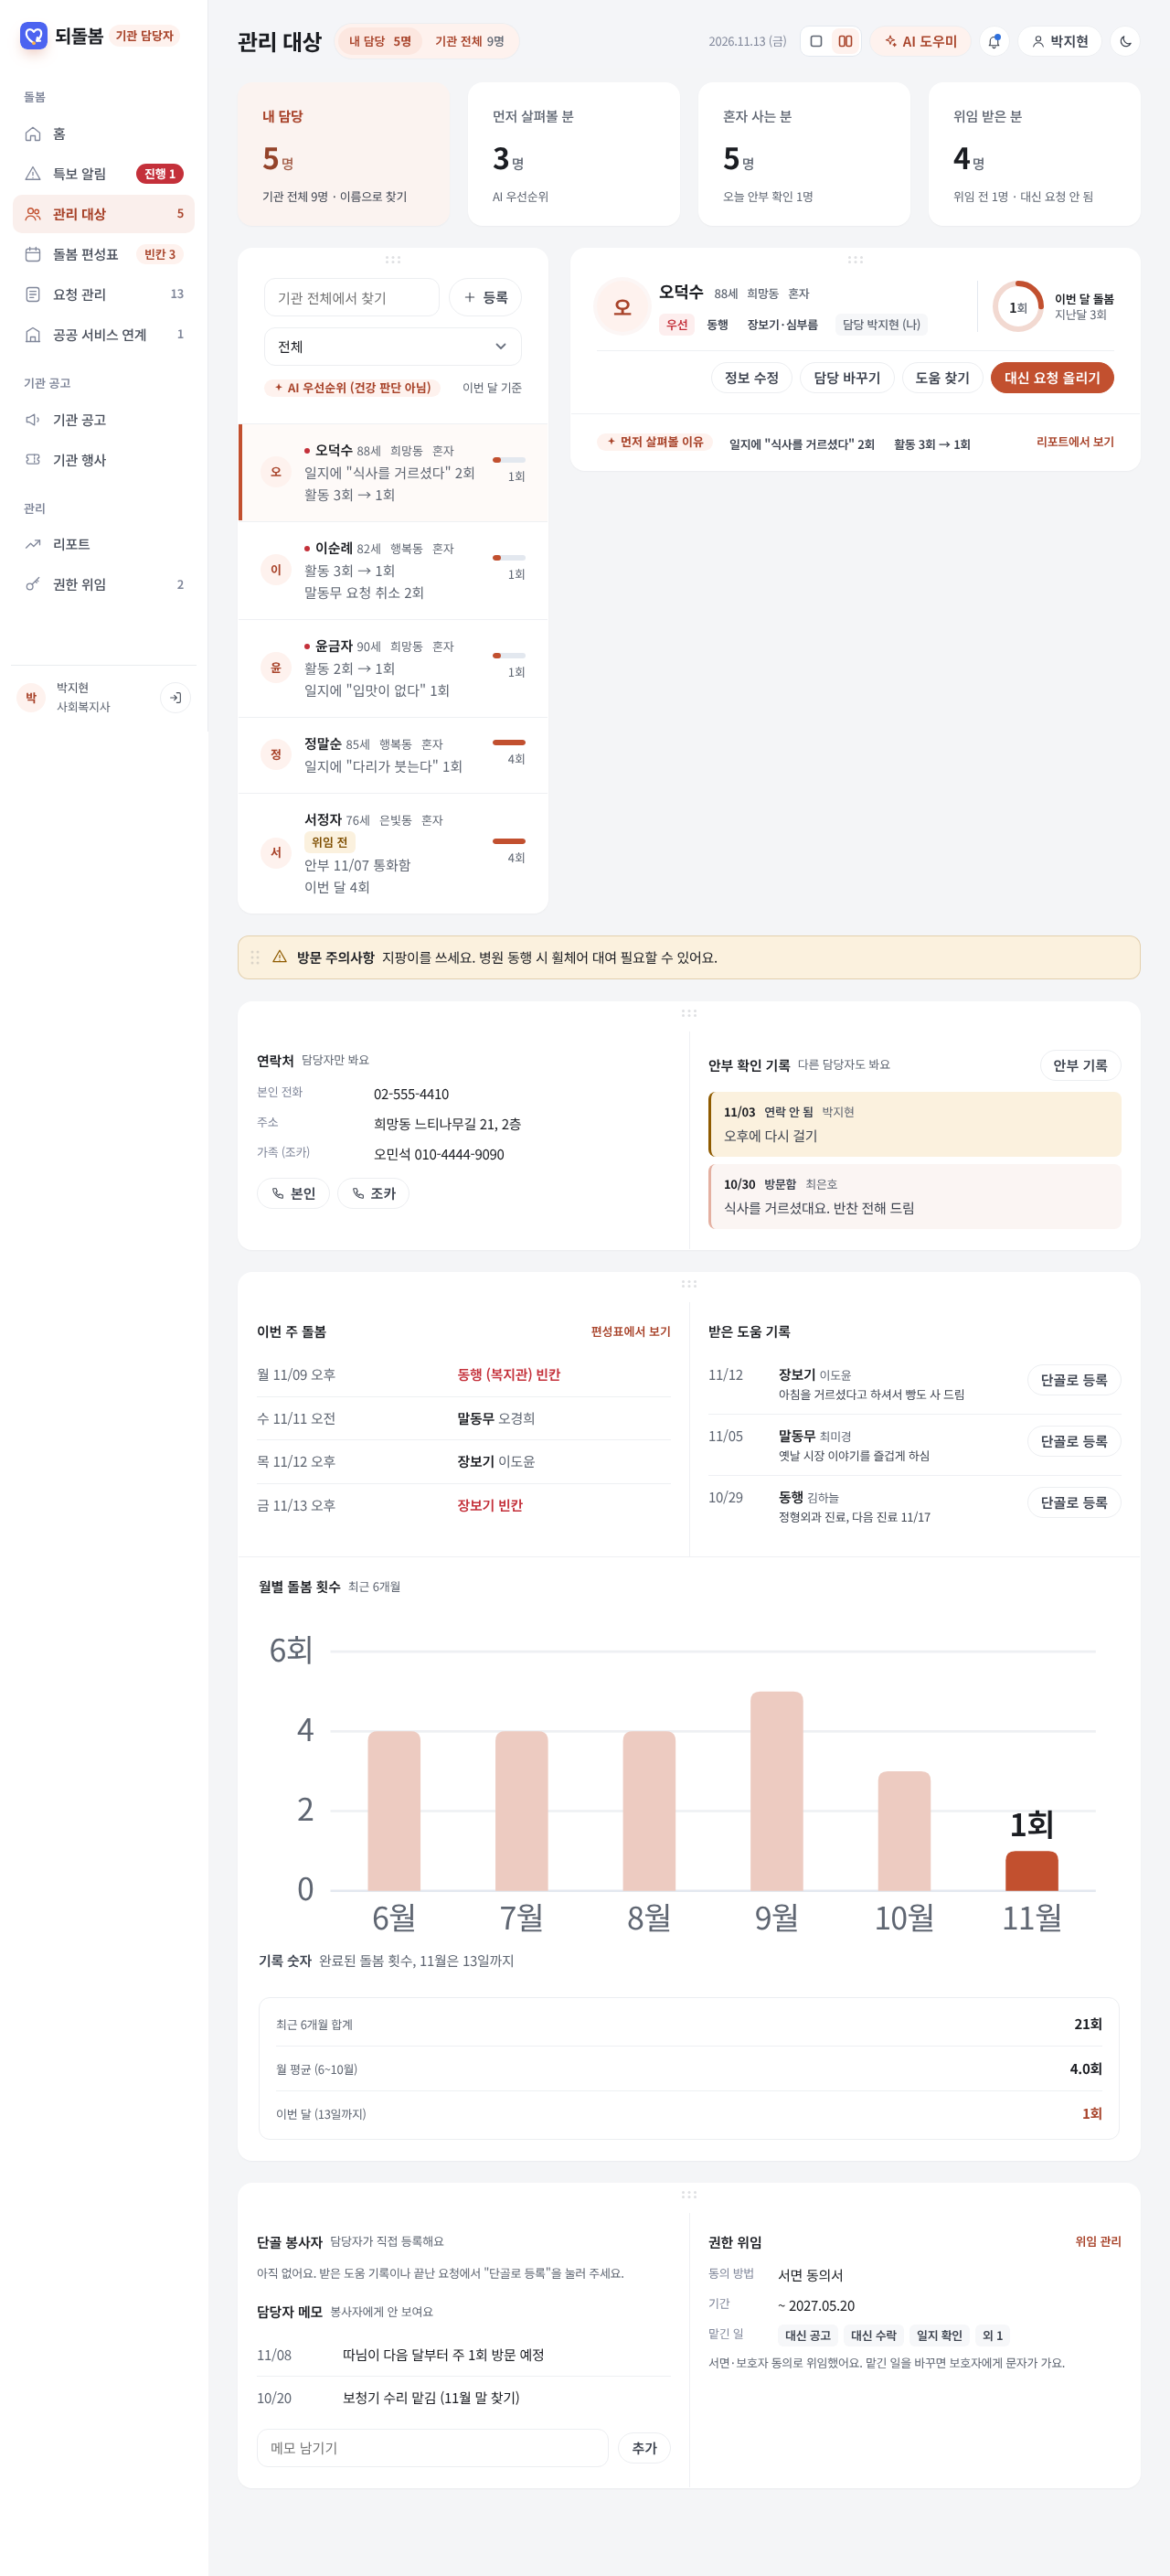 되돌봄 기관 담당자
돌봄
홈
특보 알림 진행 1
관리 대상 5
돌봄 편성표 빈칸 3
요청 관리 13
공공 서비스 연계 1
기관 공고
기관 공고
기관 행사
관리
리포트
권한 위임 2
박 박지현
사회복지사
관리 대상 내 담당 5명 기관 전체 9명
2026.11.13 (금) AI 도우미 박지현
내 담당
5명
기관 전체 9명 · 이름으로 찾기
먼저 살펴볼 분
3명
AI 우선순위
혼자 사는 분
5명
오늘 안부 확인 1명
위임 받은 분
4명
위임 전 1명 · 대신 요청 안 됨
기관 전체에서 찾기 + 등록
전체
AI 우선순위 (건강 판단 아님) 이번 달 기준
오 오덕수 88세 희망동 혼자
일지에 "식사를 거르셨다" 2회
활동 3회 → 1회
1회
이 이순례 82세 행복동 혼자
활동 3회 → 1회
말동무 요청 취소 2회
1회
윤 윤금자 90세 희망동 혼자
활동 2회 → 1회
일지에 "입맛이 없다" 1회
1회
정 정말순 85세 행복동 혼자
일지에 "다리가 붓는다" 1회
4회
서 서정자 76세 은빛동 혼자
위임 전
안부 11/07 통화함
이번 달 4회
4회
오 오덕수 88세 희망동 혼자
우선 동행 장보기·심부름 담당 박지현 (나)
1회 이번 달 돌봄
지난달 3회
정보 수정 담당 바꾸기 도움 찾기 대신 요청 올리기
먼저 살펴볼 이유 일지에 "식사를 거르셨다" 2회 활동 3회 → 1회 리포트에서 보기
방문 주의사항 지팡이를 쓰세요. 병원 동행 시 휠체어 대여 필요할 수 있어요.
연락처 담당자만 봐요
본인 전화 02-555-4410
주소 희망동 느티나무길 21, 2층
가족 (조카) 오민석 010-4444-9090
본인 조카
안부 확인 기록 다른 담당자도 봐요 안부 기록
11/03 연락 안 됨 박지현
오후에 다시 걸기
10/30 방문함 최은호
식사를 거르셨대요. 반찬 전해 드림
이번 주 돌봄 편성표에서 보기
월 11/09 오후 동행 (복지관) 빈칸
수 11/11 오전 말동무 오경희
목 11/12 오후 장보기 이도윤
금 11/13 오후 장보기 빈칸
받은 도움 기록
11/12 장보기 이도윤 단골로 등록
아침을 거르셨다고 하셔서 빵도 사 드림
11/05 말동무 최미경 단골로 등록
옛날 시장 이야기를 즐겁게 하심
10/29 동행 김하늘 단골로 등록
정형외과 진료, 다음 진료 11/17
월별 돌봄 횟수 최근 6개월
6회
4
2
0
1회
6월 7월 8월 9월 10월 11월
기록 숫자 완료된 돌봄 횟수, 11월은 13일까지
최근 6개월 합계 21회
월 평균 (6~10월) 4.0회
이번 달 (13일까지) 1회
단골 봉사자 담당자가 직접 등록해요
아직 없어요. 받은 도움 기록이나 끝난 요청에서 "단골로 등록"을 눌러 주세요.
담당자 메모 봉사자에게 안 보여요
11/08 따님이 다음 달부터 주 1회 방문 예정
10/20 보청기 수리 맡김 (11월 말 찾기)
메모 남기기 추가
권한 위임 위임 관리
동의 방법 서면 동의서
기간 ~ 2027.05.20
맡긴 일 대신 공고 대신 수락 일지 확인 외 1
서면·보호자 동의로 위임했어요. 맡긴 일을 바꾸면 보호자에게 문자가 가요.